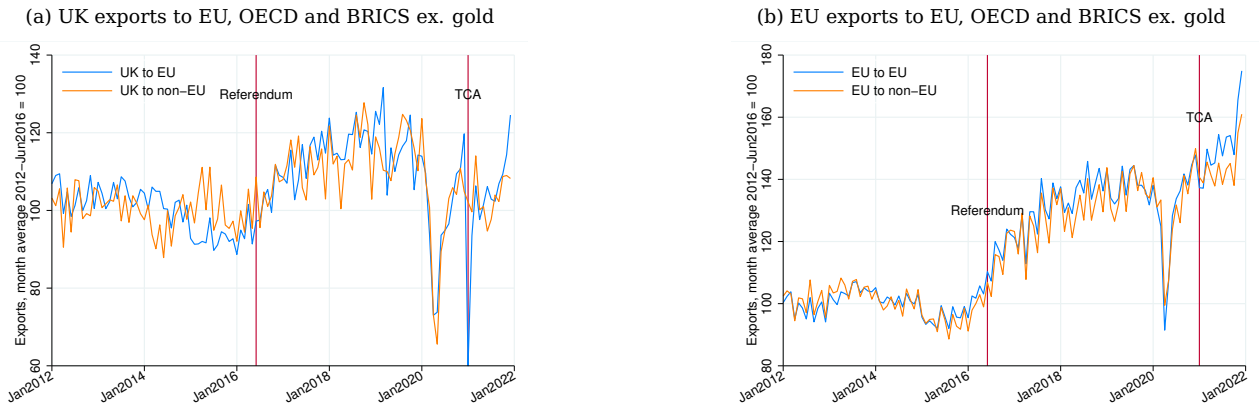 (a) UK exports to EU, OECD and BRICS ex. gold
Exports, month average 2012−Jun2016 = 100
140
120
100
80
60
UK to EU
UK to non−EU
Referendum
TCA
Jan2012
Jan2014
Jan2016
Jan2018
Jan2020
Jan2022
(b) EU exports to EU, OECD and BRICS ex. gold
Exports, month average 2012−Jun2016 = 100
180
160
140
120
100
80
EU to EU
EU to non−EU
TCA
Referendum
Jan2012
Jan2014
Jan2016
Jan2018
Jan2020
Jan2022